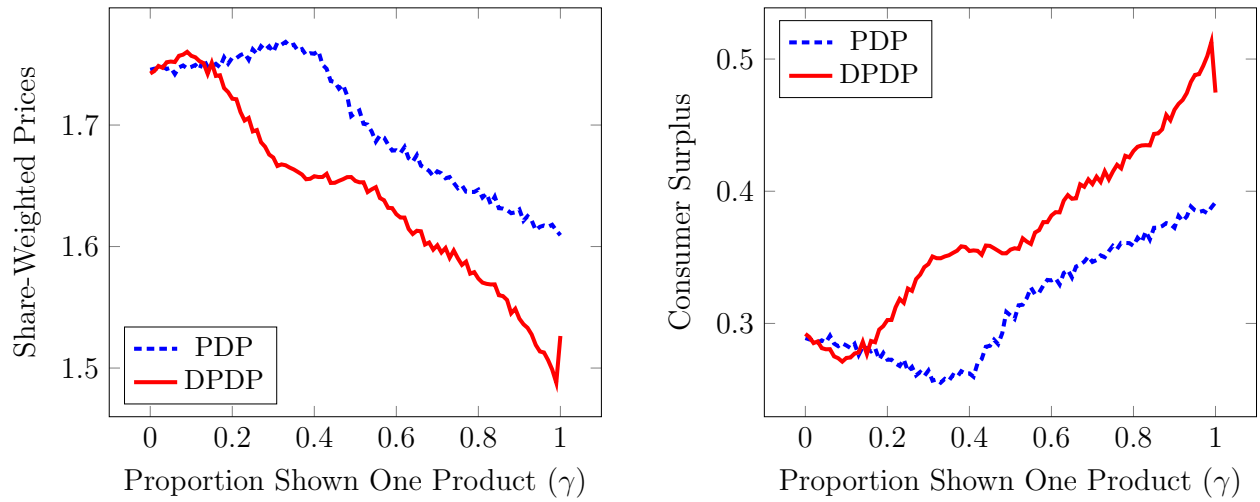 Share-Weighted Prices
1.7
1.6
1.5
PDP
DPDP
0 0.2 0.4 0.6 0.8 1
Proportion Shown One Product (γ)
Consumer Surplus
0.5
0.4
0.3
PDP
DPDP
0 0.2 0.4 0.6 0.8 1
Proportion Shown One Product (γ)